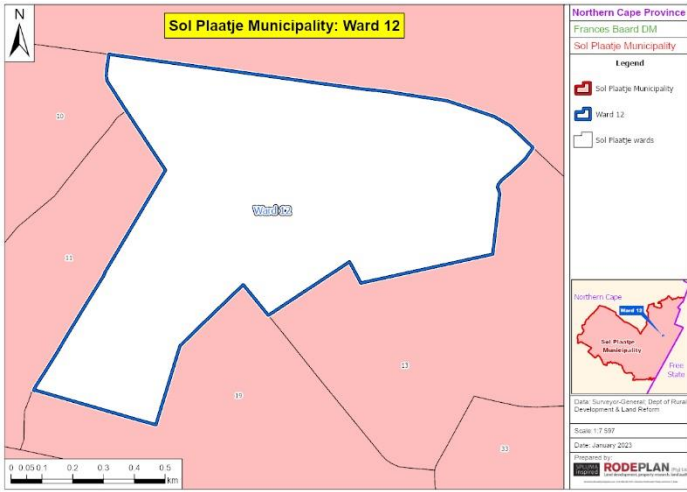 N
Sol Plaatje Municipality: Ward 12
10
11
Ward 12
13
19
33
0 0.05 0.1 0.2 0.3 0.4 0.5
km
Northern Cape Province
Frances Baard DM
Sol Plaatje Municipality
Legend
Sol Plaatje Municipality
Ward 12
Sol Plaatje wards
Northern Cape
Ward 12
Sol Plaatje
Municipality
Free
State
Data: Surveyor-General; Dept of Rural
Development & Land Reform
Scale 1:7 597
Date: January 2023
Prepared by:
RODEPLAN